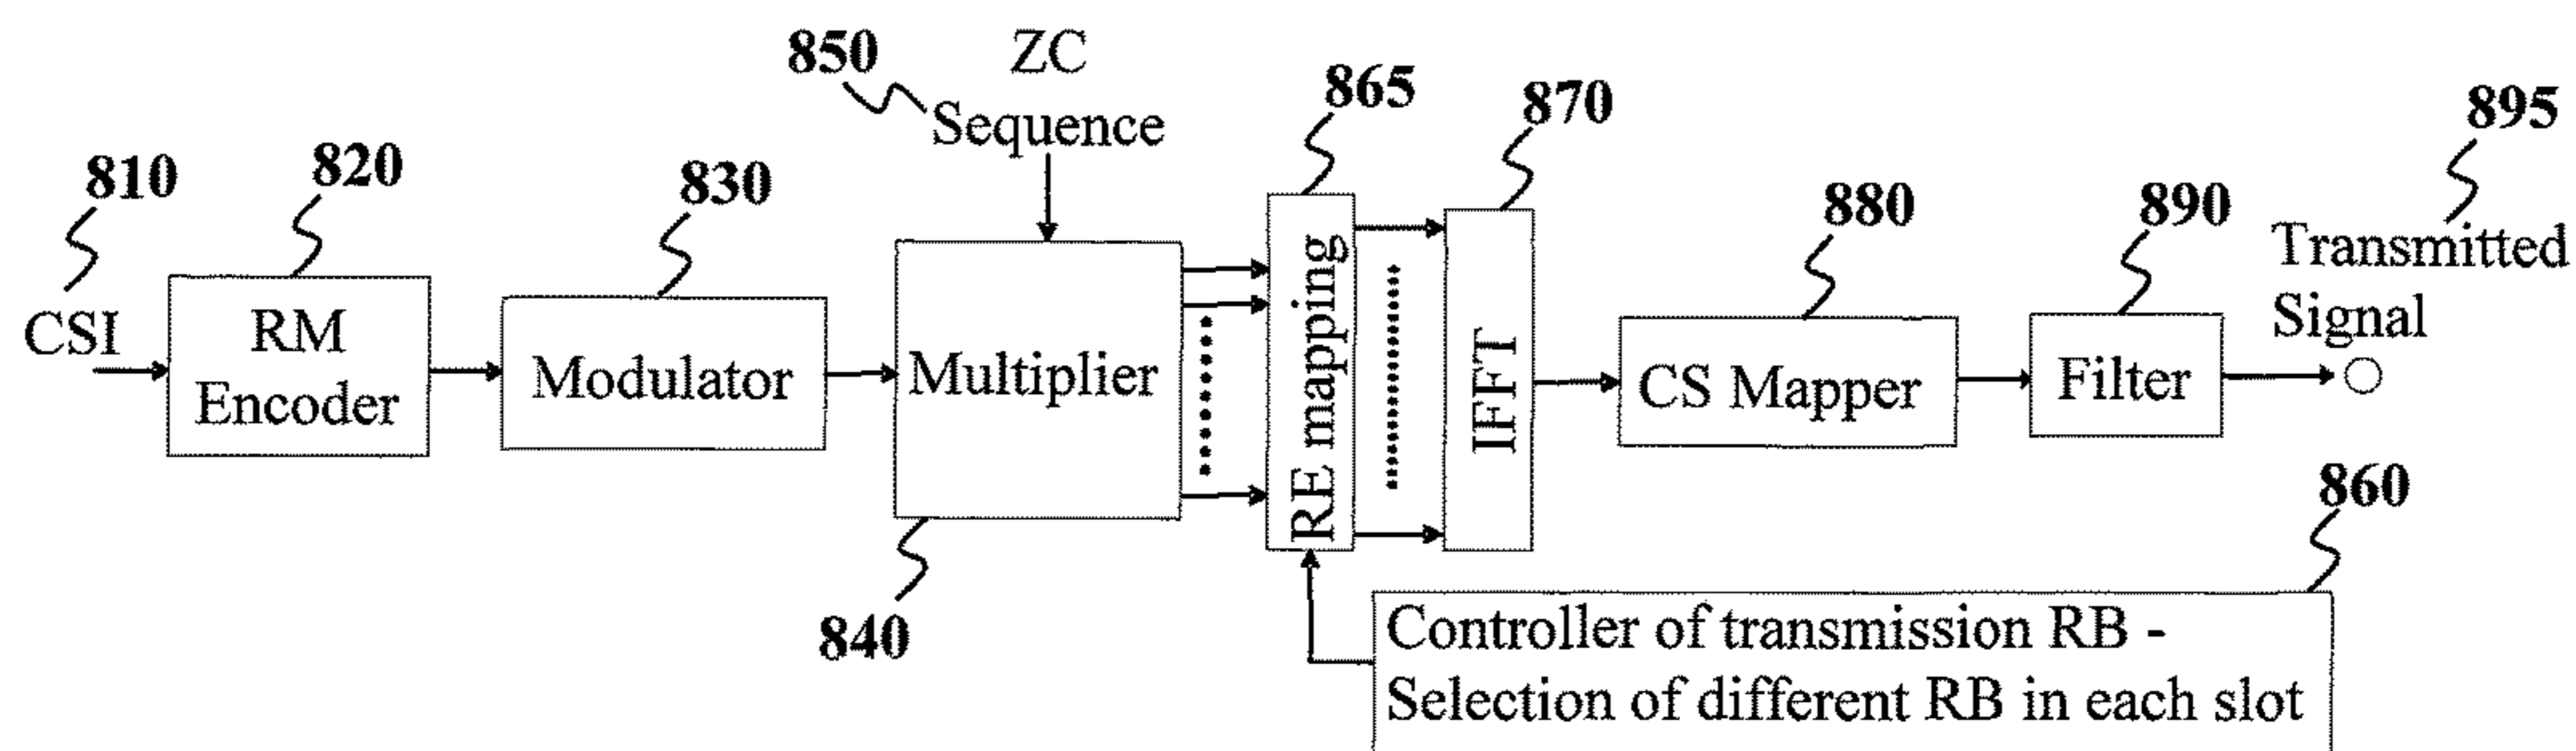 850
ZC
Sequence
865
870
895
810
820
830
880
890
Transmitted
Signal
CSI
RM
Encoder
Modulator
Multiplier
RE mapping
IFFT
CS Mapper
Filter
840
860
Controller of transmission RB -
Selection of different RB in each slot